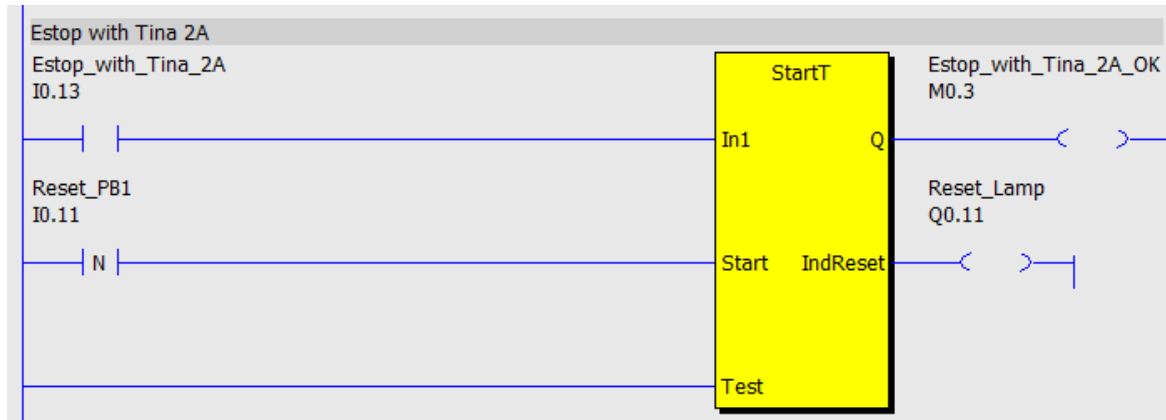 Estop with Tina 2A
Estop_with_Tina_2A
I0.13
StartT
Estop_with_Tina_2A_OK
M0.3
In1
Q
Reset_PB1
I0.11
Reset_Lamp
Q0.11
N
Start
IndReset
Test